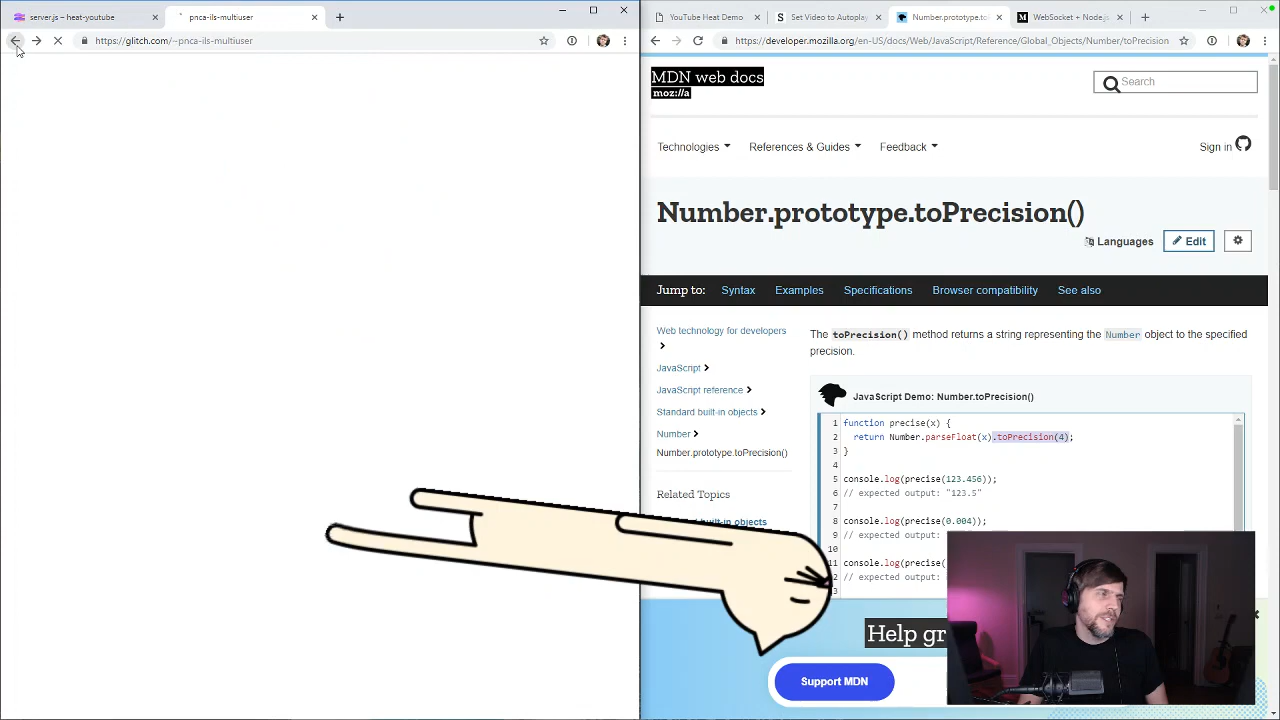 server.js – heat-youtube
pnca-ils-multiuser
https://glitch.com/~pnca-ils-multiuser
YouTube Heat Demo
Set Video to Autoplay
Number.prototype.to
WebSocket + Node.js
https://developer.mozilla.org/en-US/docs/Web/JavaScript/Reference/Global_Objects/Number/toPrecision
MDN web docs
moz://a
Search
Technologies
References & Guides
Feedback
Sign in
Number.prototype.toPrecision()
Languages
Edit
Jump to:
Syntax
Examples
Specifications
Browser compatibility
See also
Web technology for developers
JavaScript
JavaScript reference
Standard built-in objects
Number
Number.prototype.toPrecision()
Related Topics
built-in objects
The toPrecision() method returns a string representing the Number object to the specified
precision.
JavaScript Demo: Number.toPrecision()
1 function precise(x) {
2 return Number.parseFloat(x).toPrecision(4);
3 }
4
5 console.log(precise(123.456));
6 // expected output: "123.5"
7
8 console.log(precise(0.004));
9 // expected output:
10
11 console.log(precise(
12 // expected output:
13
Help gr
Support MDN